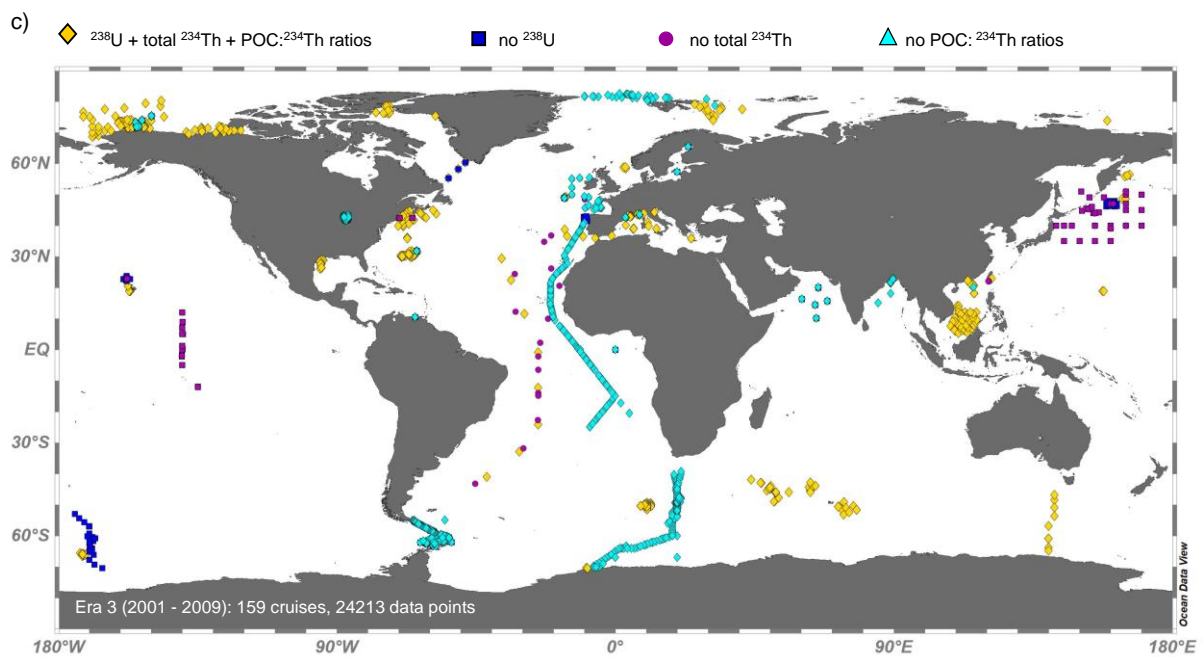 c)
²³⁸U + total ²³⁴Th + POC:²³⁴Th ratios
no ²³⁸U
no total ²³⁴Th
no POC: ²³⁴Th ratios
60°N
30°N
EQ
30°S
60°S
Era 3 (2001 - 2009): 159 cruises, 24213 data points
Ocean Data View
180°W
90°W
0°
90°E
180°E